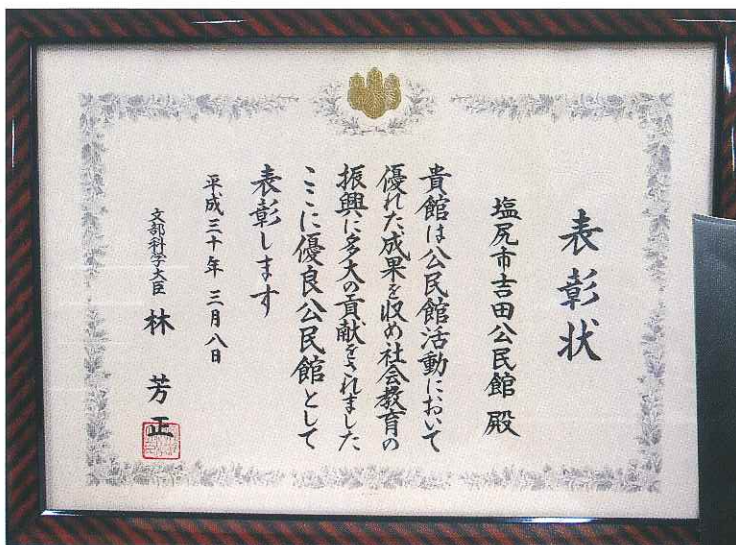 表彰状
塩尻市吉田公民館 殿
貴館は公民館活動において
優れた成果を収め社会教育の
振興に多大の貢献をされました
ここに優良公民館として
表彰します
平成三十年 三月八日
文部科学大臣 林 芳正